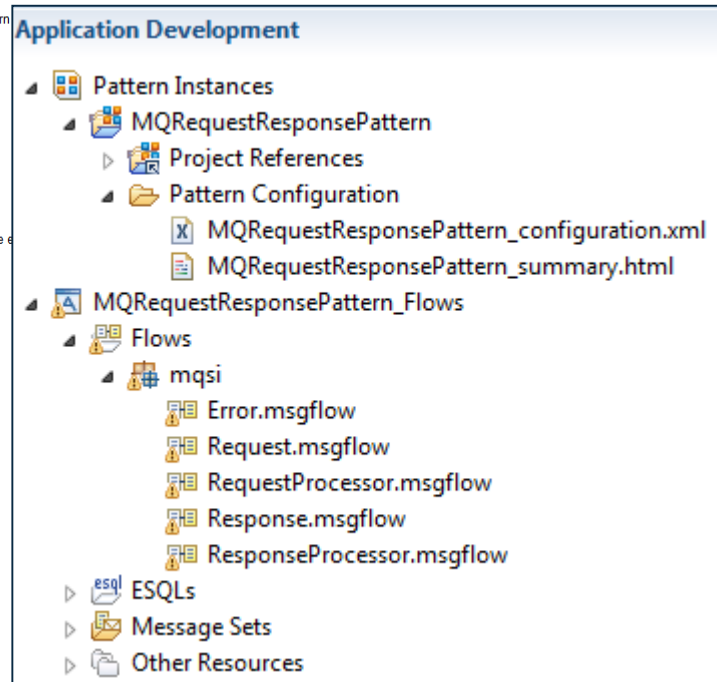 Application Development
Pattern Instances
MQRequestResponsePattern
Project References
Pattern Configuration
MQRequestResponsePattern_configuration.xml
MQRequestResponsePattern_summary.html
MQRequestResponsePattern_Flows
Flows
mqsi
Error.msgflow
Request.msgflow
RequestProcessor.msgflow
Response.msgflow
ResponseProcessor.msgflow
esql ESQLs
Message Sets
Other Resources